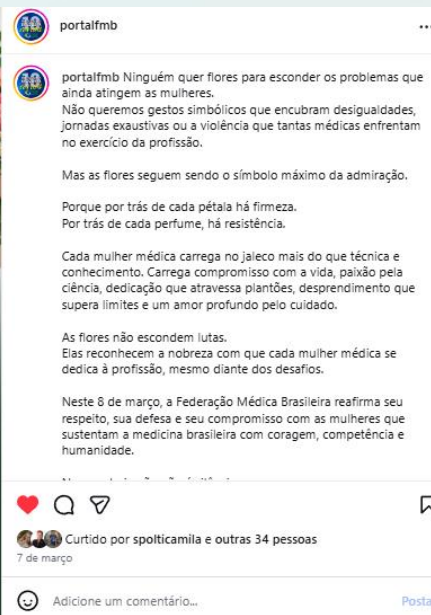 portalfmb
portalfmb Ninguém quer flores para esconder os problemas que
ainda atingem as mulheres.
Não queremos gestos simbólicos que encubram desigualdades,
jornadas exaustivas ou a violência que tantas médicas enfrentam
no exercício da profissão.
Mas as flores seguem sendo o símbolo máximo da admiração.
Porque por trás de cada pétala há firmeza.
Por trás de cada perfume, há resistência.
Cada mulher médica carrega no jaleco mais do que técnica e
conhecimento. Carrega compromisso com a vida, paixão pela
ciência, dedicação que atravessa plantões, desprendimento que
supera limites e um amor profundo pelo cuidado.
As flores não escondem lutas.
Elas reconhecem a nobreza com que cada mulher médica se
dedica à profissão, mesmo diante dos desafios.
Neste 8 de março, a Federação Médica Brasileira reafirma seu
respeito, sua defesa e seu compromisso com as mulheres que
sustentam a medicina brasileira com coragem, competência e
humanidade.
Curtido por spolticamila e outras 34 pessoas
7 de março
Adicione um comentário...
Posta